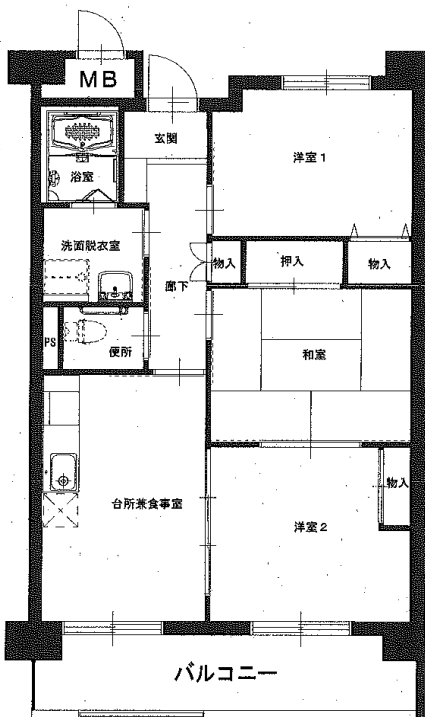 MB
玄関
洋室1
浴室
洗面脱衣室
物入
押入
物入
廊下
PS
便所
和室
物入
台所兼食事室
洋室2
バルコニー